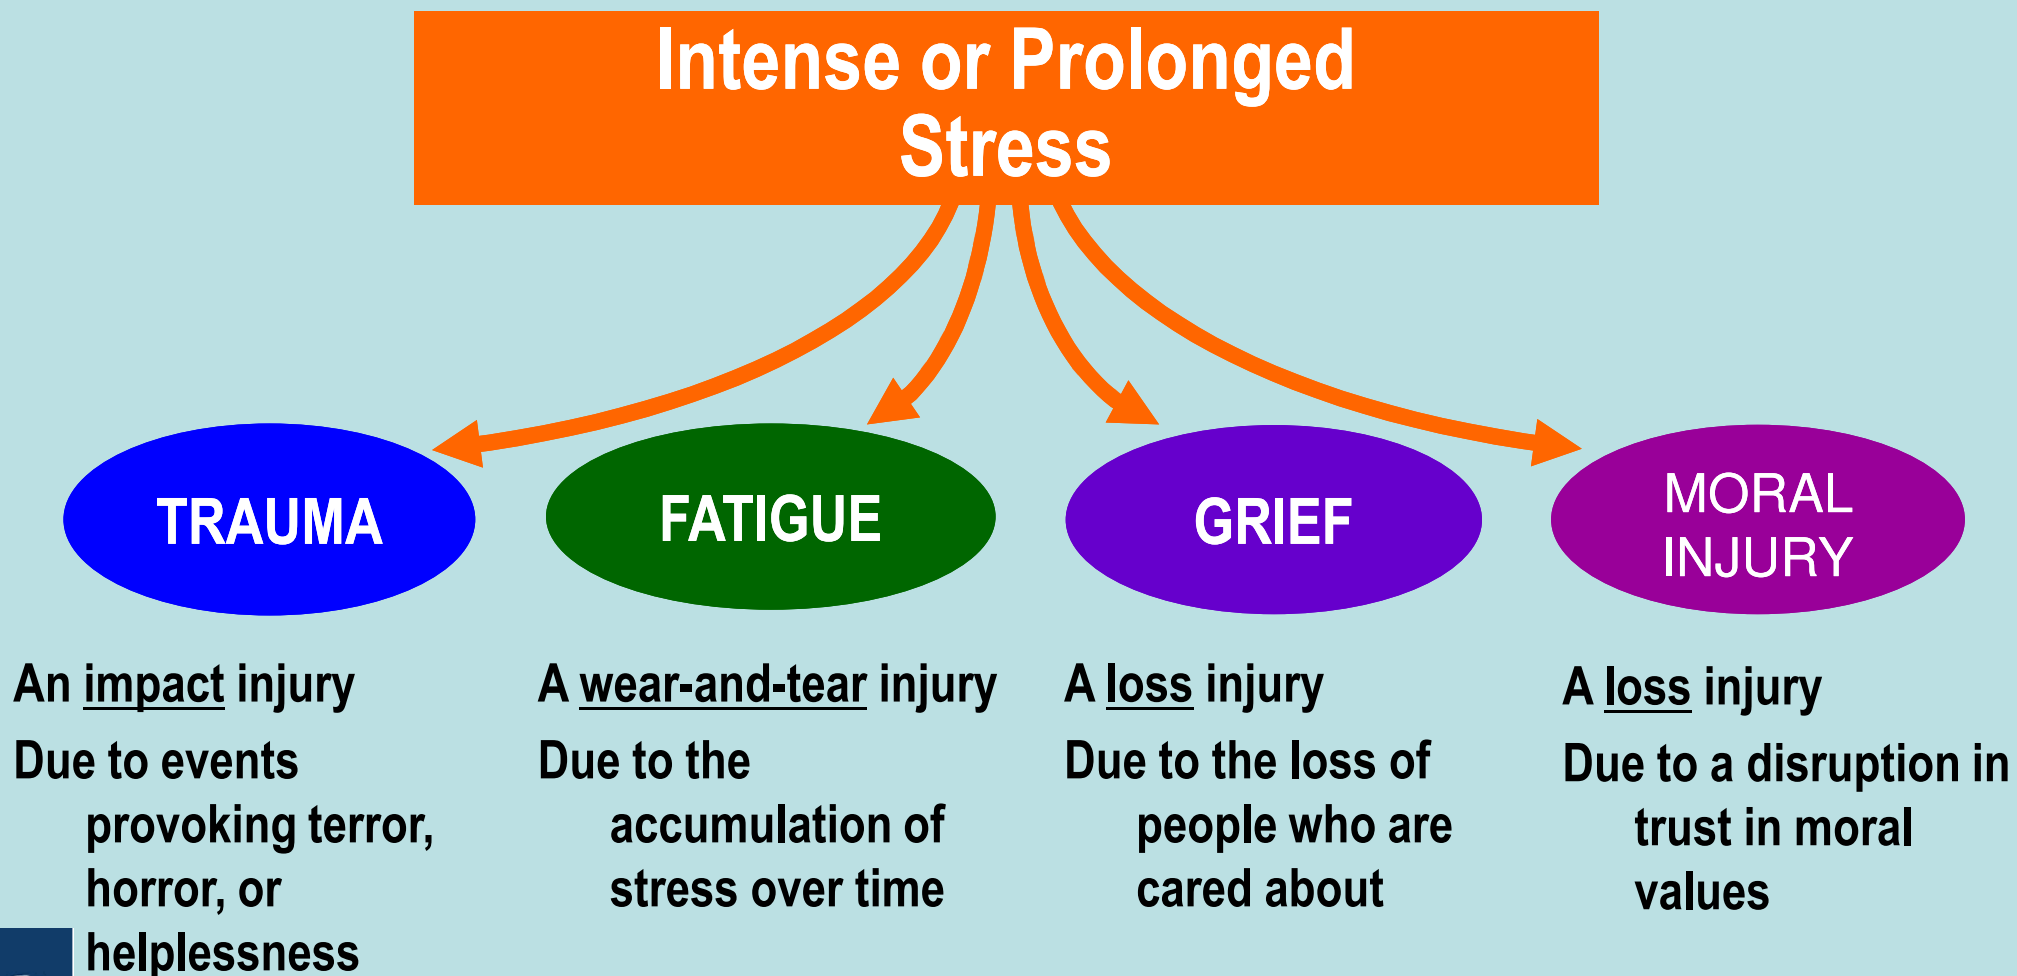 Intense or Prolonged
Stress
TRAUMA
FATIGUE
GRIEF
MORAL
INJURY
An impact injury
Due to events
provoking terror,
horror, or
helplessness
A wear-and-tear injury
Due to the
accumulation of
stress over time
A loss injury
Due to the loss of
people who are
cared about
A loss injury
Due to a disruption in
trust in moral
values